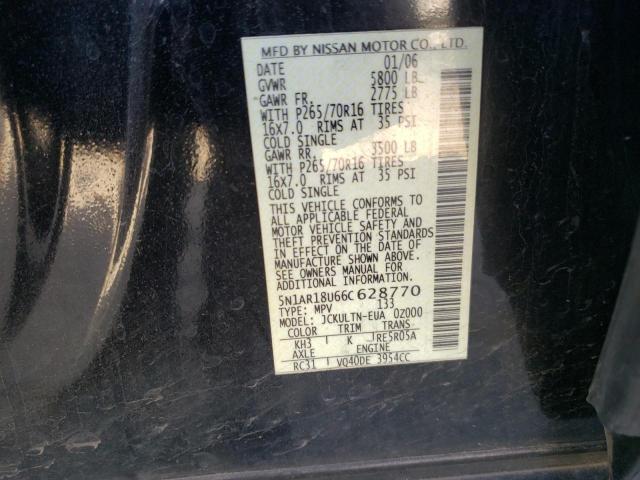 MFD BY NISSAN MOTOR CO., LTD.
DATE 01/06
GVWR 5800 LB
GAWR FR. 2775 LB
WITH P265/70R16 TIRES
16X7.0 RIMS AT 35 PSI
COLD SINGLE
GAWR RR. 3500 LB
WITH P265/70R16 TIRES
16X7.0 RIMS AT 35 PSI
COLD SINGLE
THIS VEHICLE CONFORMS TO
ALL APPLICABLE FEDERAL
MOTOR VEHICLE SAFETY AND
THEFT PREVENTION STANDARDS
IN EFFECT ON THE DATE OF
MANUFACTURE SHOWN ABOVE.
SEE OWNERS MANUAL FOR
ADDITIONAL INFORMATION.
5N1AR18U66C628770
TYPE: MPV 133
MODEL: JCKULTN-EUA 0Z000
COLOR TRIM TRANS
KH3 K RE5R05A
AXLE ENGINE
RC31 VQ40DE 3954CC